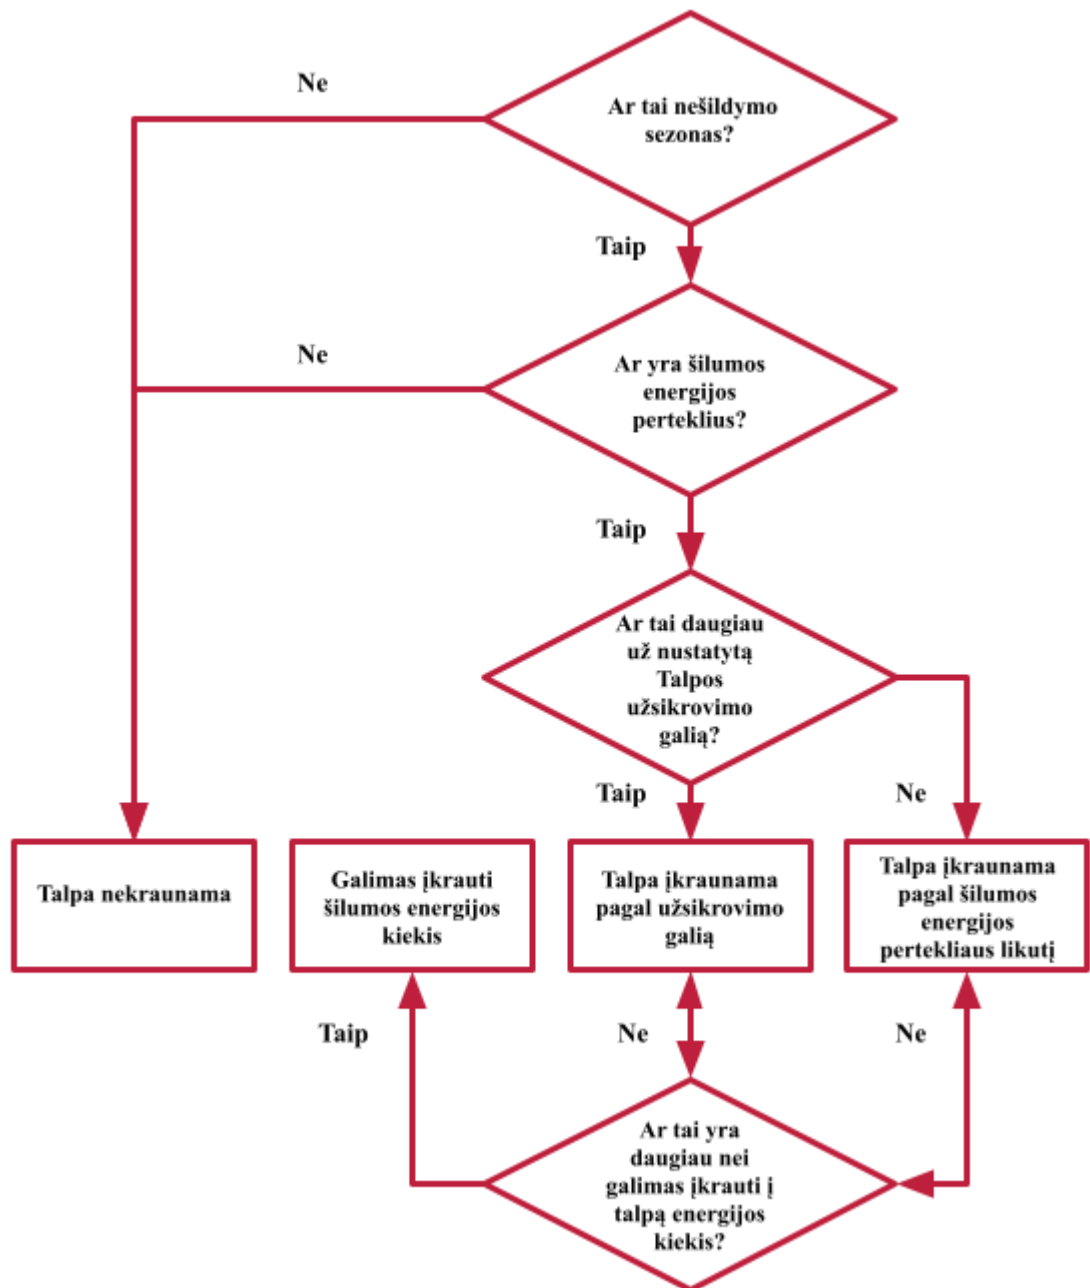 Ne
Ar tai nešildymo
sezonas?
Taip
Ne
Ar yra šilumos
energijos
perteklius?
Taip
Ar tai daugiau
už nustatytą
Talpos
užsikrovimo
galią?
Taip
Ne
Talpa nekraunama
Galimas įkrauti
šilumos energijos
kiekis
Talpa įkraunama
pagal užsikrovimo
galią
Talpa įkraunama
pagal šilumos
energijos
pertekliaus likutį
Taip
Ne
Ne
Ar tai yra
daugiau nei
galimas įkrauti į
talpą energijos
kiekis?